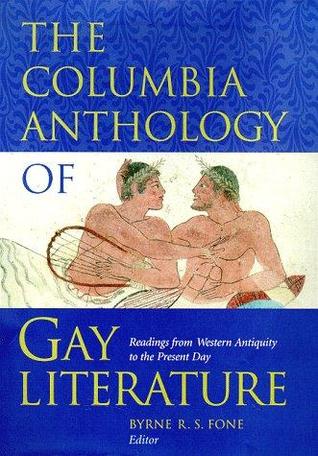 THE
COLUMBIA
ANTHOLOGY
OF
GAY
Readings from Western Antiquity
to the Present Day
LITERATURE
BYRNE R. S. FONE
Editor